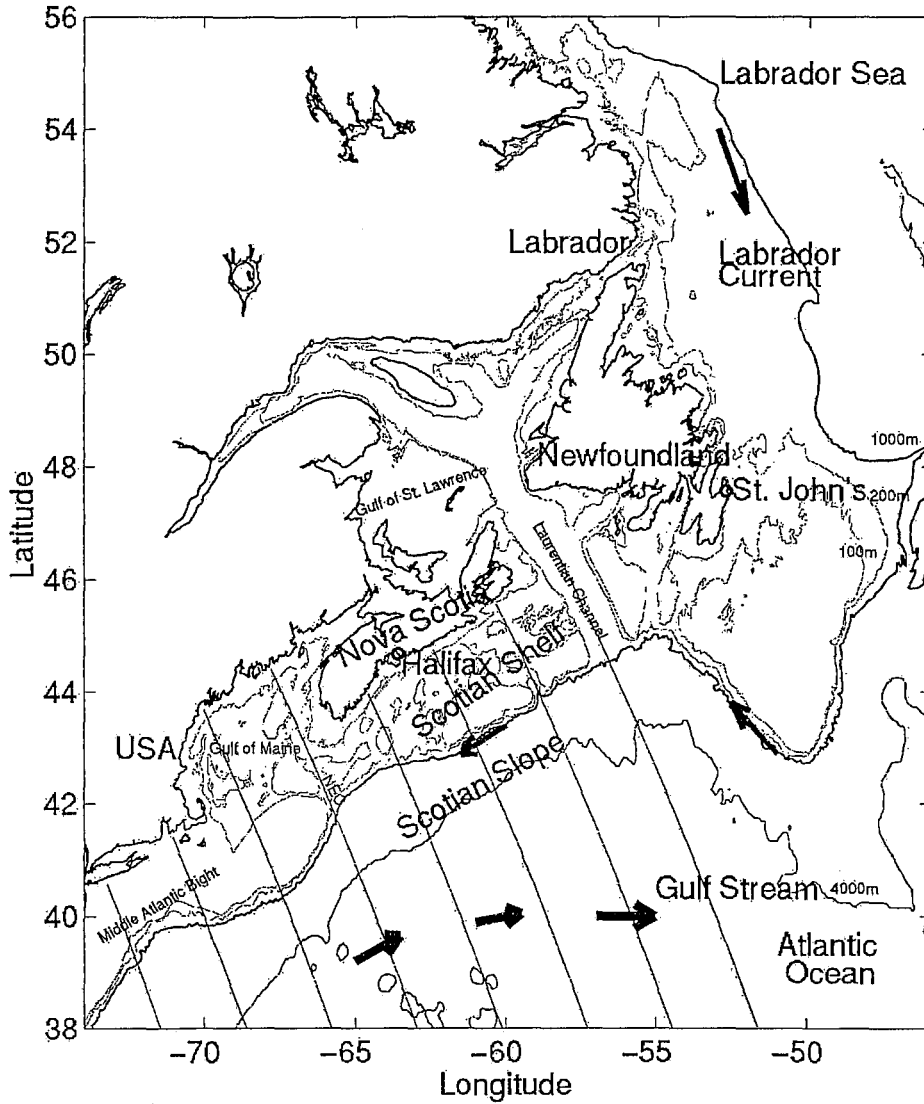 56
54
52
50
48
46
44
42
40
38
Latitude
Labrador Sea
Labrador
Labrador
Current
Newfoundland
1000m
Gulf of St. Lawrence
St. John's
200m
100m
Laurentian Channel
Nova Scotia
Halifax
Scotian Shelf
USA
Gulf of Maine
NEC
Scotian Slope
Middle Atlantic Bight
Gulf Stream
4000m
Atlantic
Ocean
−70
−65
−60
−55
−50
Longitude